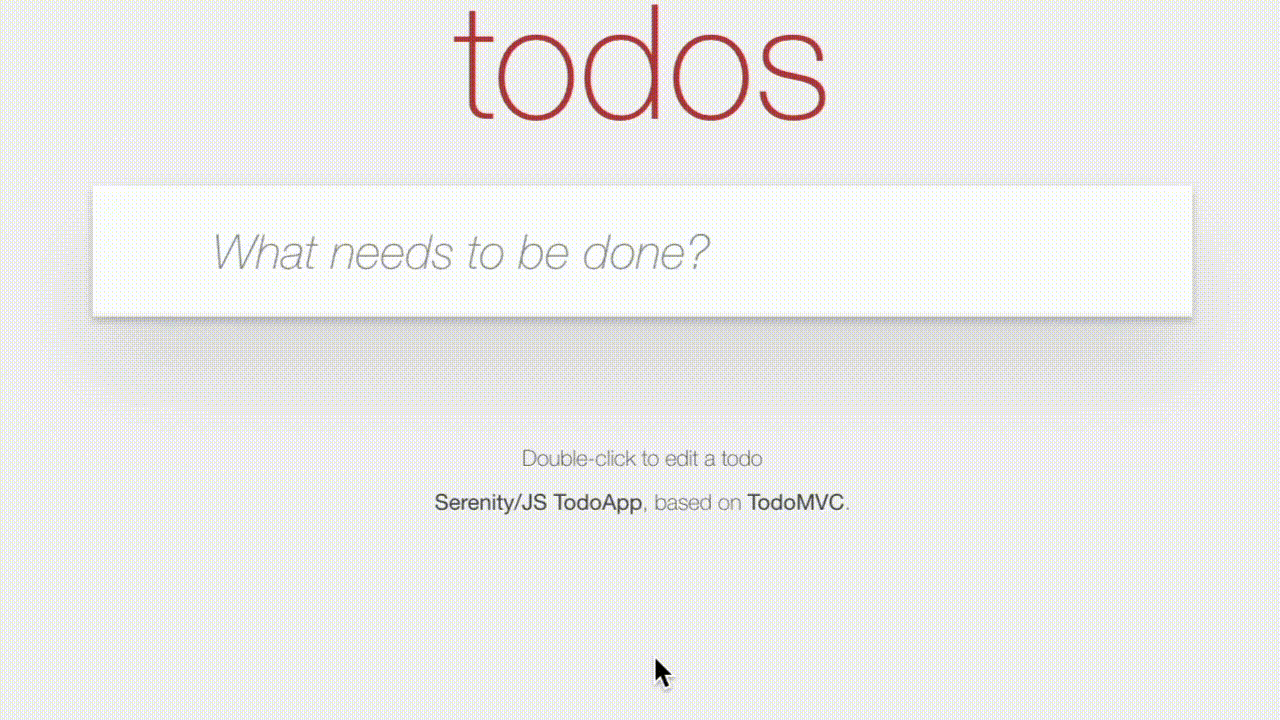 todos
What needs to be done?
Double-click to edit a todo
Serenity/JS TodoApp, based on TodoMVC.